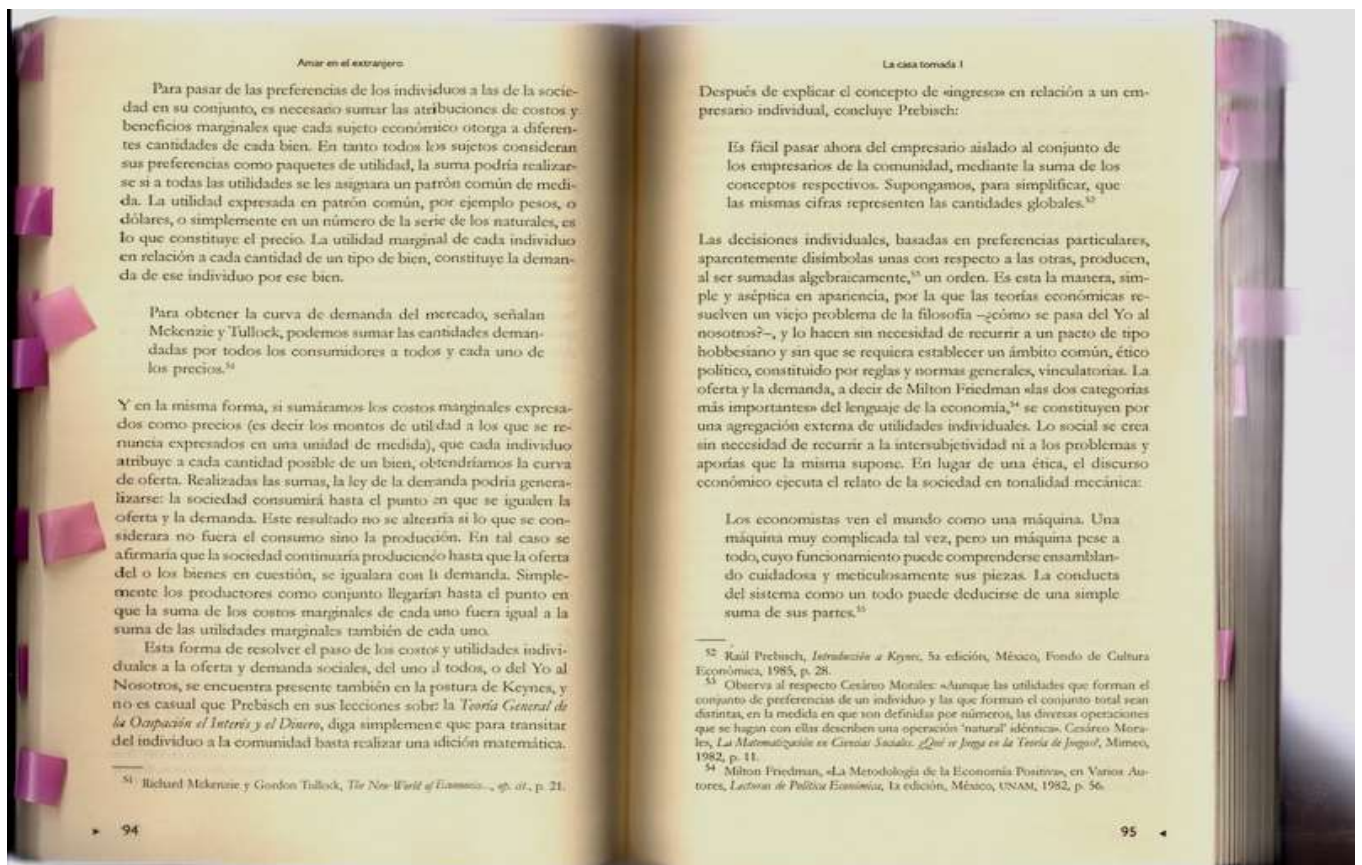 Amar en el extranjero
Para pasar de las preferencias de los individuos a las de la socie-
dad en su conjunto, es necesario sumar las atribuciones de costos y
beneficios marginales que cada sujeto económico otorga a diferen-
tes cantidades de cada bien. En tanto todos los sujetos consideran
sus preferencias como paquetes de utilidad, la suma podría realizar-
se si a todas las utilidades se les asignara un patrón común de medi-
da. La utilidad expresada en patrón común, por ejemplo pesos, o
dólares, o simplemente en un número de la serie de los naturales, es
lo que constituye el precio. La utilidad marginal de cada individuo
en relación a cada cantidad de un tipo de bien, constituye la deman-
da de ese individuo por ese bien.
Para obtener la curva de demanda del mercado, señalan
Mckenzie y Tullock, podemos sumar las cantidades deman-
dadas por todos los consumidores a todos y cada uno de
los precios.⁵¹
Y en la misma forma, si sumáramos los costos marginales expresa-
dos como precios (es decir los montos de utilidad a los que se re-
nuncia expresados en una unidad de medida), que cada individuo
atribuye a cada cantidad posible de un bien, obtendríamos la curva
de oferta. Realizadas las sumas, la ley de la demanda podría genera-
lizarse: la sociedad consumirá hasta el punto en que se igualen la
oferta y la demanda. Este resultado no se alteraría si lo que se con-
siderara no fuera el consumo sino la producción. En tal caso se
afirmaría que la sociedad continuaría produciendo hasta que la oferta
del o los bienes en cuestión, se igualara con la demanda. Simple-
mente los productores como conjunto llegarían hasta el punto en
que la suma de los costos marginales de cada uno fuera igual a la
suma de las utilidades marginales también de cada uno.
Esta forma de resolver el paso de los costos y utilidades indivi-
duales a la oferta y demanda sociales, del uno al todos, o del Yo al
Nosotros, se encuentra presente también en la postura de Keynes, y
no es casual que Prebisch en sus lecciones sobre la Teoría General de
la Ocupación el Interés y el Dinero, diga simplemente que para transitar
del individuo a la comunidad basta realizar una adición matemática.
⁵¹ Richard Mckenzie y Gordon Tullock, The New World of Economics..., op. cit., p. 21.
94
La casa tomada I
Después de explicar el concepto de «ingreso» en relación a un em-
presario individual, concluye Prebisch:
Es fácil pasar ahora del empresario aislado al conjunto de
los empresarios de la comunidad, mediante la suma de los
conceptos respectivos. Supongamos, para simplificar, que
las mismas cifras representen las cantidades globales.⁵²
Las decisiones individuales, basadas en preferencias particulares,
aparentemente disímbolas unas con respecto a las otras, producen,
al ser sumadas algebraicamente,⁵³ un orden. Es esta la manera, sim-
ple y aséptica en apariencia, por la que las teorías económicas re-
suelven un viejo problema de la filosofía –¿cómo se pasa del Yo al
nosotros?–, y lo hacen sin necesidad de recurrir a un pacto de tipo
hobbesiano y sin que se requiera establecer un ámbito común, ético
político, constituido por reglas y normas generales, vinculatorias. La
oferta y la demanda, a decir de Milton Friedman «las dos categorías
más importantes» del lenguaje de la economía,⁵⁴ se constituyen por
una agregación externa de utilidades individuales. Lo social se crea
sin necesidad de recurrir a la intersubjetividad ni a los problemas y
aporías que la misma supone. En lugar de una ética, el discurso
económico ejecuta el relato de la sociedad en tonalidad mecánica:
Los economistas ven el mundo como una máquina. Una
máquina muy complicada tal vez, pero un máquina pese a
todo, cuyo funcionamiento puede comprenderse ensamblan-
do cuidadosa y meticulosamente sus piezas. La conducta
del sistema como un todo puede deducirse de una simple
suma de sus partes.⁵⁵
⁵² Raúl Prebisch, Introducción a Keynes, 5a edición, México, Fondo de Cultura
Económica, 1985, p. 28.
⁵³ Observa al respecto Cesáreo Morales: «Aunque las utilidades que forman el
conjunto de preferencias de un individuo y las que forman el conjunto total sean
distintas, en la medida en que son definidas por números, las diversas operaciones
que se hagan con ellas describen una operación 'natural' idéntica». Cesáreo Mora-
les, La Matematización en Ciencias Sociales. ¿Qué se Juega en la Teoría de Juegos?, Mimeo,
1982, p. 11.
⁵⁴ Milton Friedman, «La Metodología de la Economía Positiva», en Varios Au-
tores, Lecturas de Política Económica, 1a edición, México, UNAM, 1982, p. 56.
95